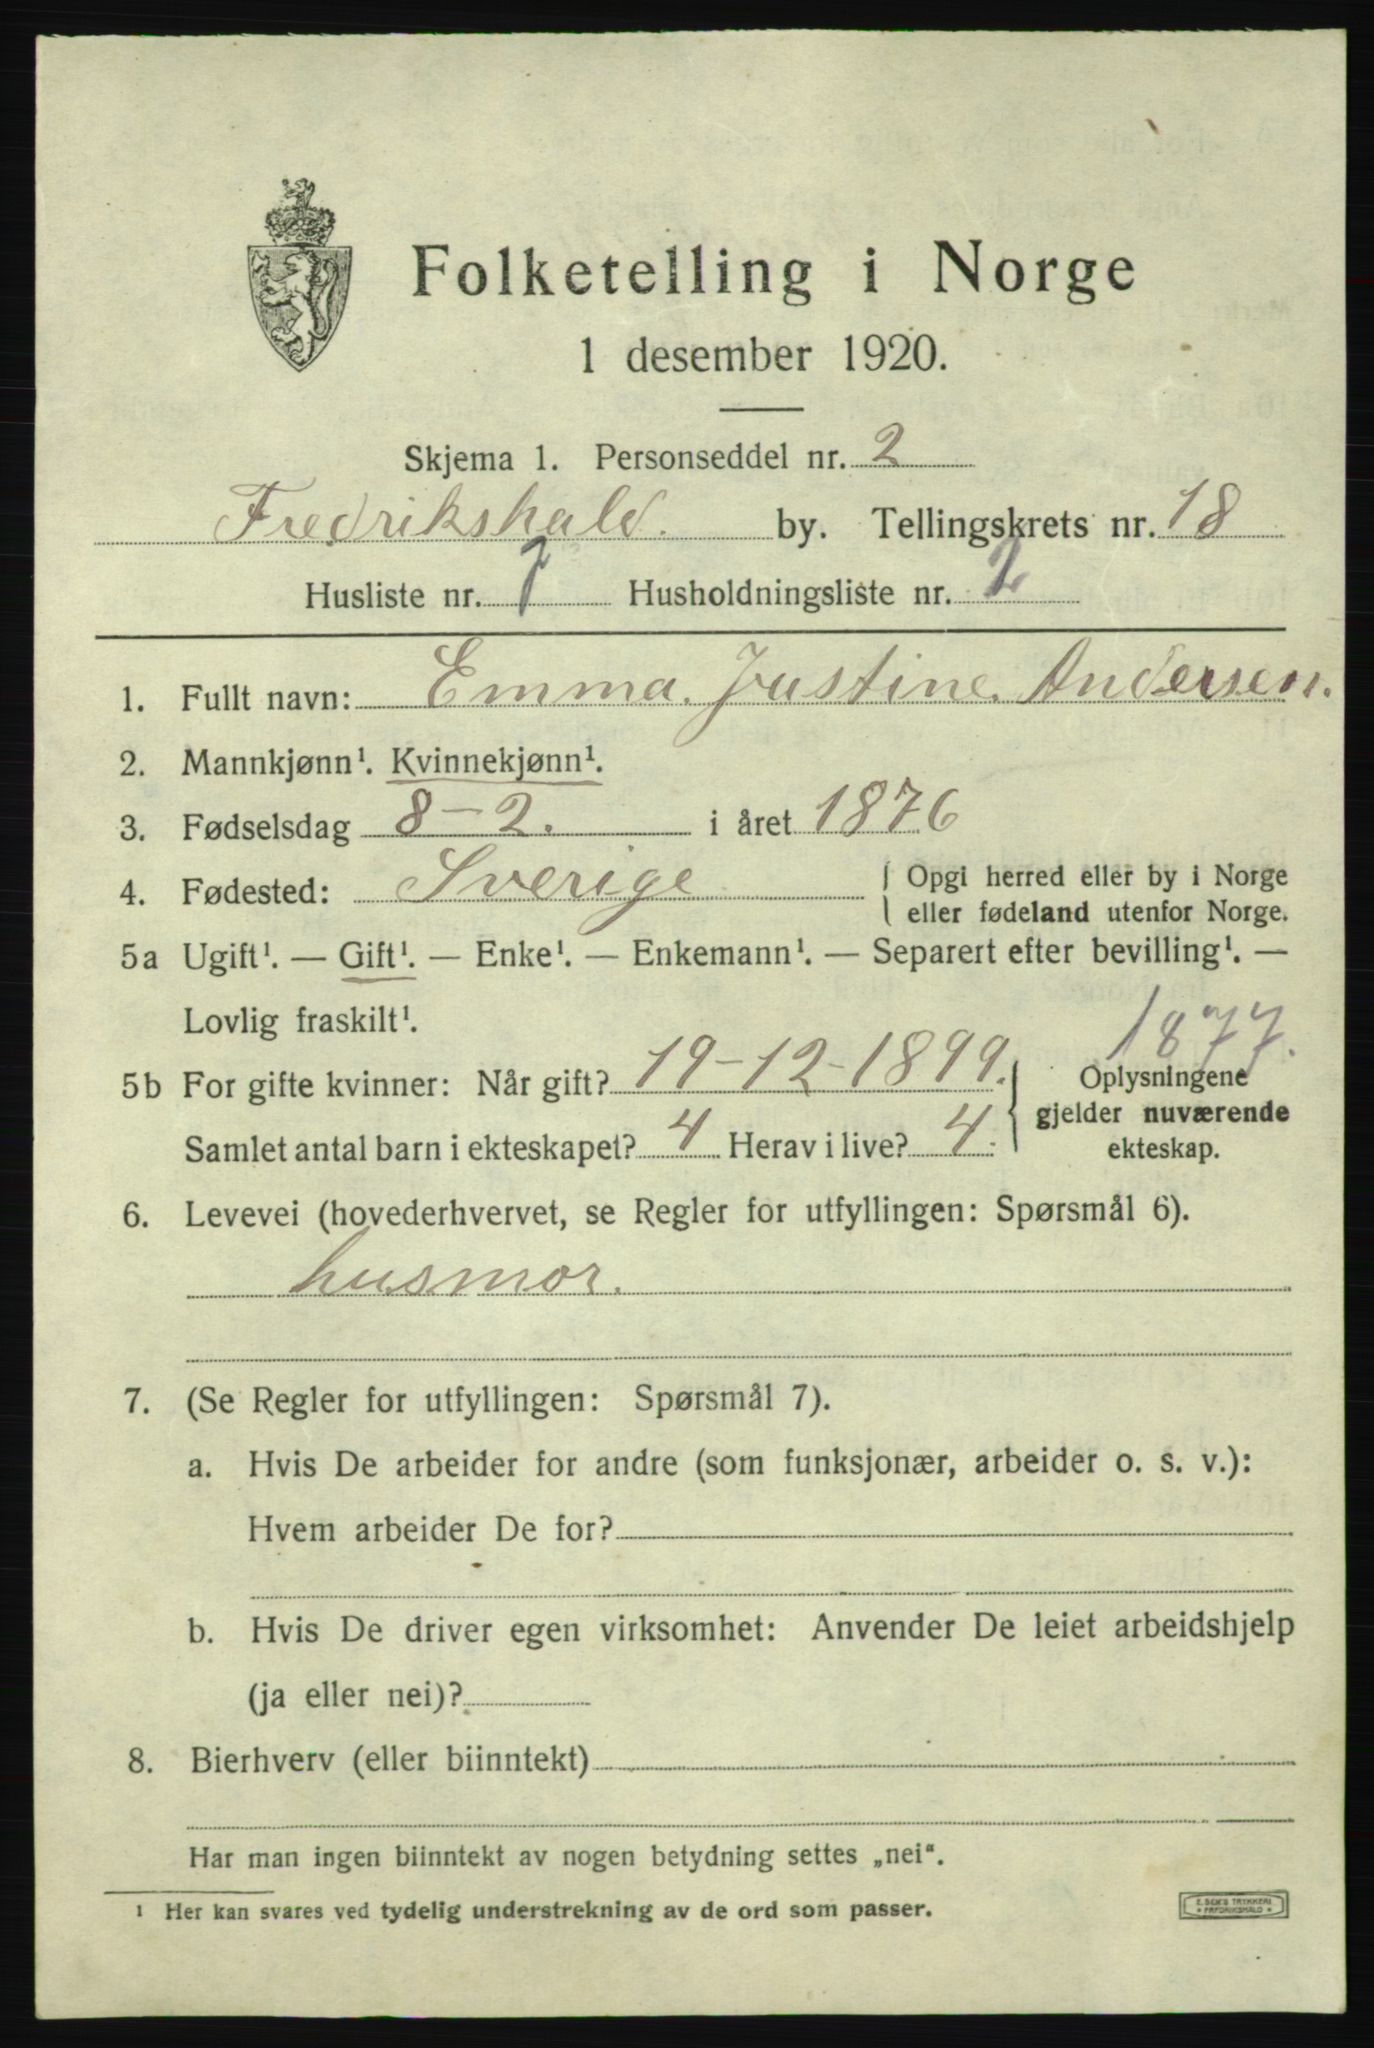 Folketelling i Norge
1 desember 1920.
Skjema 1. Personseddel nr. 2
Fredrikshald. by. Tellingskrets nr. 18
Husliste nr. 7 Husholdningsliste nr. 2
1. Fullt navn: Emma. Justine. Andersen.
2. Mannkjønn¹. Kvinnekjønn¹.
3. Fødselsdag 8-2. i året 1876
4. Fødested: Sverige { Opgi herred eller by i Norge
eller fødeland utenfor Norge.
5a Ugift¹. — Gift¹. — Enke¹. — Enkemann¹. — Separert efter bevilling¹. —
Lovlig fraskilt¹.
1877.
5b For gifte kvinner: Når gift? 19-12-1899. } Oplysningene
gjelder nuværende
Samlet antal barn i ekteskapet? 4 Herav i live? 4. ekteskap.
6. Levevei (hovederhvervet, se Regler for utfyllingen: Spørsmål 6).
husmor.
7. (Se Regler for utfyllingen: Spørsmål 7).
a. Hvis De arbeider for andre (som funksjonær, arbeider o. s. v.):
Hvem arbeider De for?
b. Hvis De driver egen virksomhet: Anvender De leiet arbeidshjelp
(ja eller nei)?
8. Bierhverv (eller biinntekt)
Har man ingen biinntekt av nogen betydning settes „nei“.
¹ Her kan svares ved tydelig understrekning av de ord som passer.
E. SEM'S TRYKKERI
• FREDRIKSHALD •